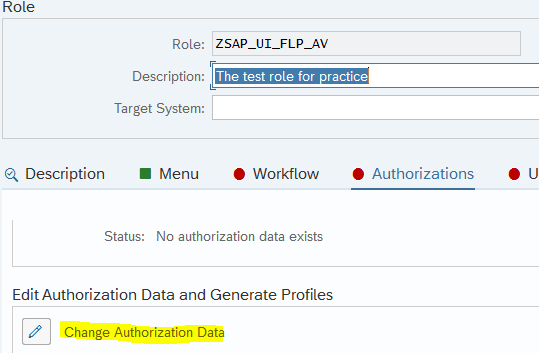 Role
Role: ZSAP_UI_FLP_AV
Description: The test role for practice
Target System:
Description Menu Workflow Authorizations U
Status: No authorization data exists
Edit Authorization Data and Generate Profiles
Change Authorization Data